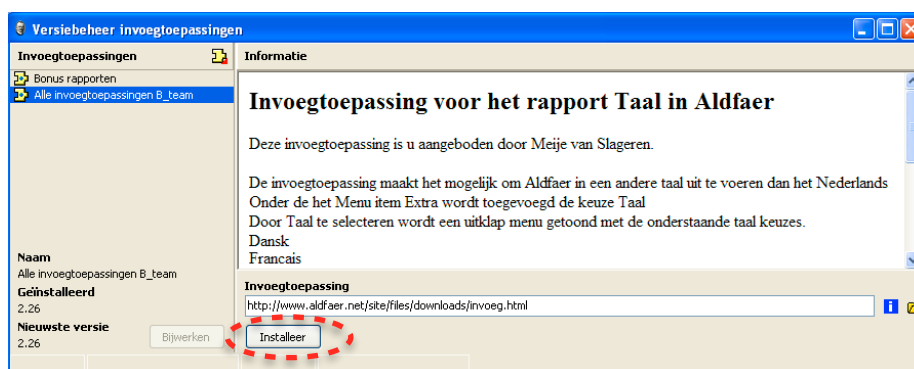 Versiebeheer invoegtoepassingen
Invoegtoepassingen
Bonus rapporten
Alle invoegtoepassingen B_team
Naam
Alle invoegtoepassingen B_team
Geïnstalleerd
2.26
Nieuwste versie
2.26
Bijwerken
Informatie
Invoegtoepassing voor het rapport Taal in Aldfaer
Deze invoegtoepassing is u aangeboden door Meije van Slageren.
De invoegtoepassing maakt het mogelijk om Aldfaer in een andere taal uit te voeren dan het Nederlands
Onder de het Menu item Extra wordt toegevoegd de keuze Taal
Door Taal te selecteren wordt een uitklap menu getoond met de onderstaande taal keuzes.
Dansk
Francais
Invoegtoepassing
http://www.aldfaer.net/site/files/downloads/invoeg.html
Installeer